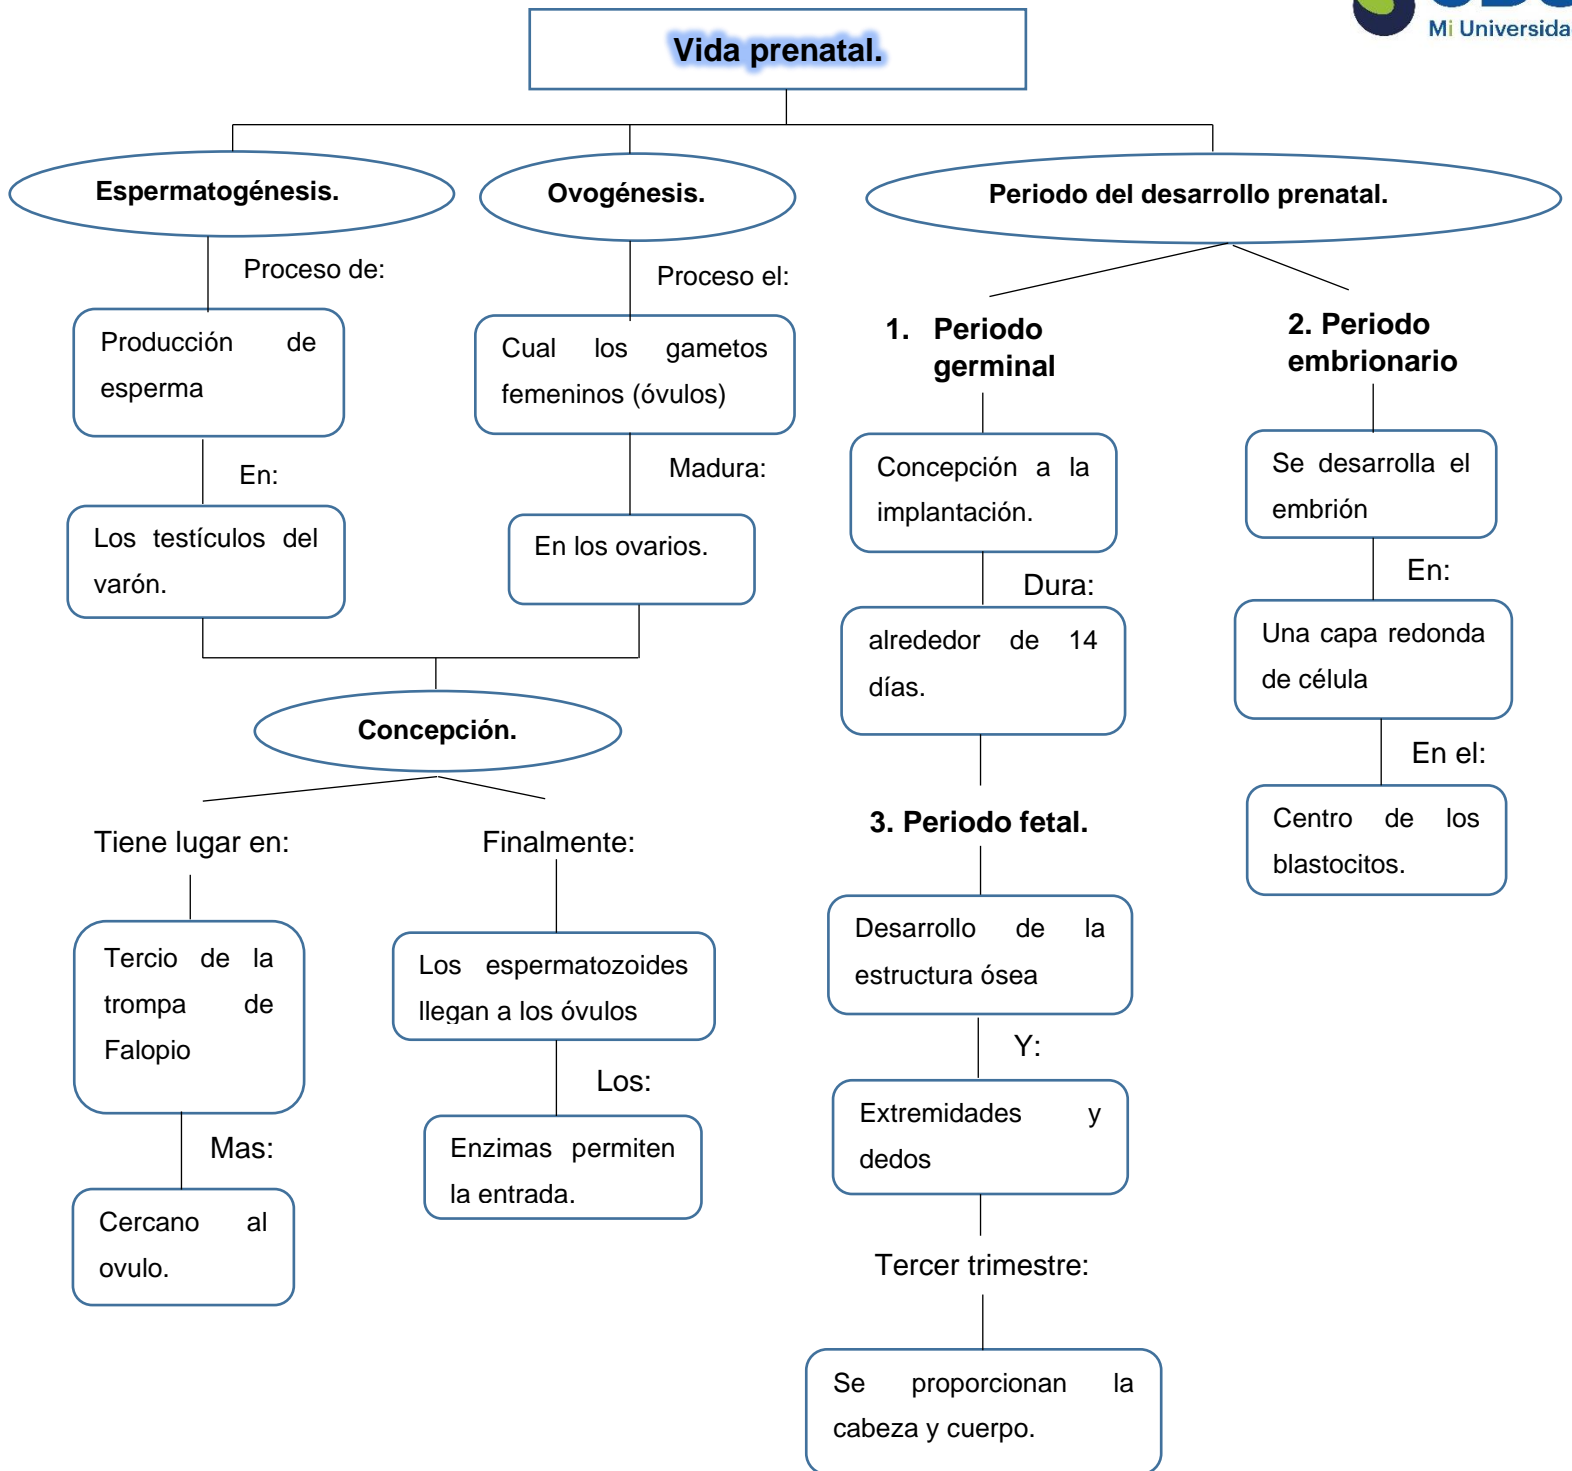 Mi Universida
Vida prenatal.
Espermatogénesis.
Ovogénesis.
Periodo del desarrollo prenatal.
Proceso de:
Producción de
esperma
En:
Los testículos del
varón.
Proceso el:
Cual los gametos
femeninos (óvulos)
Madura:
En los ovarios.
Concepción.
Tiene lugar en:
Tercio de la
trompa de
Falopio
Mas:
Cercano al
ovulo.
Finalmente:
Los espermatozoides
llegan a los óvulos
Los:
Enzimas permiten
la entrada.
1. Periodo
germinal
Concepción a la
implantación.
Dura:
alrededor de 14
días.
3. Periodo fetal.
Desarrollo de la
estructura ósea
Y:
Extremidades y
dedos
Tercer trimestre:
Se proporcionan la
cabeza y cuerpo.
2. Periodo
embrionario
Se desarrolla el
embrión
En:
Una capa redonda
de célula
En el:
Centro de los
blastocitos.